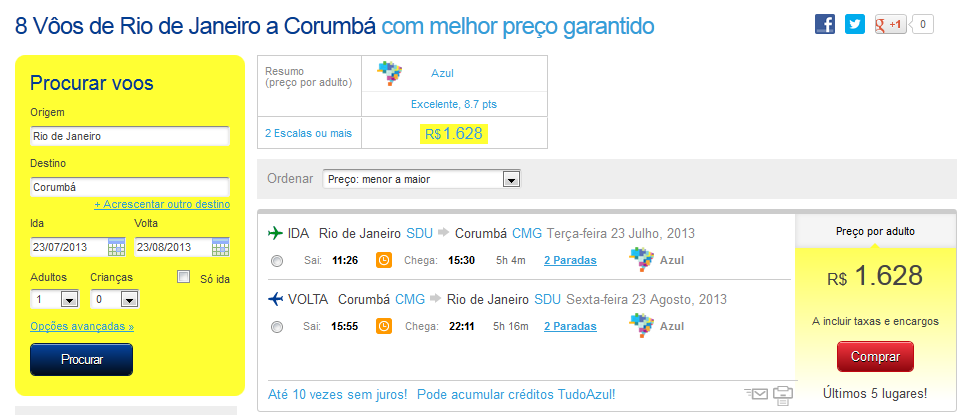 8 Vôos de Rio de Janeiro a Corumbá com melhor preço garantido
+1
0
Procurar voos
Origem
Rio de Janeiro
Destino
Corumbá
+ Acrescentar outro destino
Ida Volta
23/07/2013 23/08/2013
Adultos Crianças
Só ida
1 0
Opções avançadas »
Procurar
Resumo
(preço por adulto)
Azul
Excelente, 8.7 pts
2 Escalas ou mais R$1.628
Ordenar Preço: menor a maior
IDA Rio de Janeiro SDU Corumbá CMG Terça-feira 23 Julho, 2013
Sai: 11:26 Chega: 15:30 5h 4m 2 Paradas Azul
VOLTA Corumbá CMG Rio de Janeiro SDU Sexta-feira 23 Agosto, 2013
Sai: 15:55 Chega: 22:11 5h 16m 2 Paradas Azul
Até 10 vezes sem juros! Pode acumular créditos TudoAzul!
Preço por adulto
R$ 1.628
A incluir taxas e encargos
Comprar
Últimos 5 lugares!